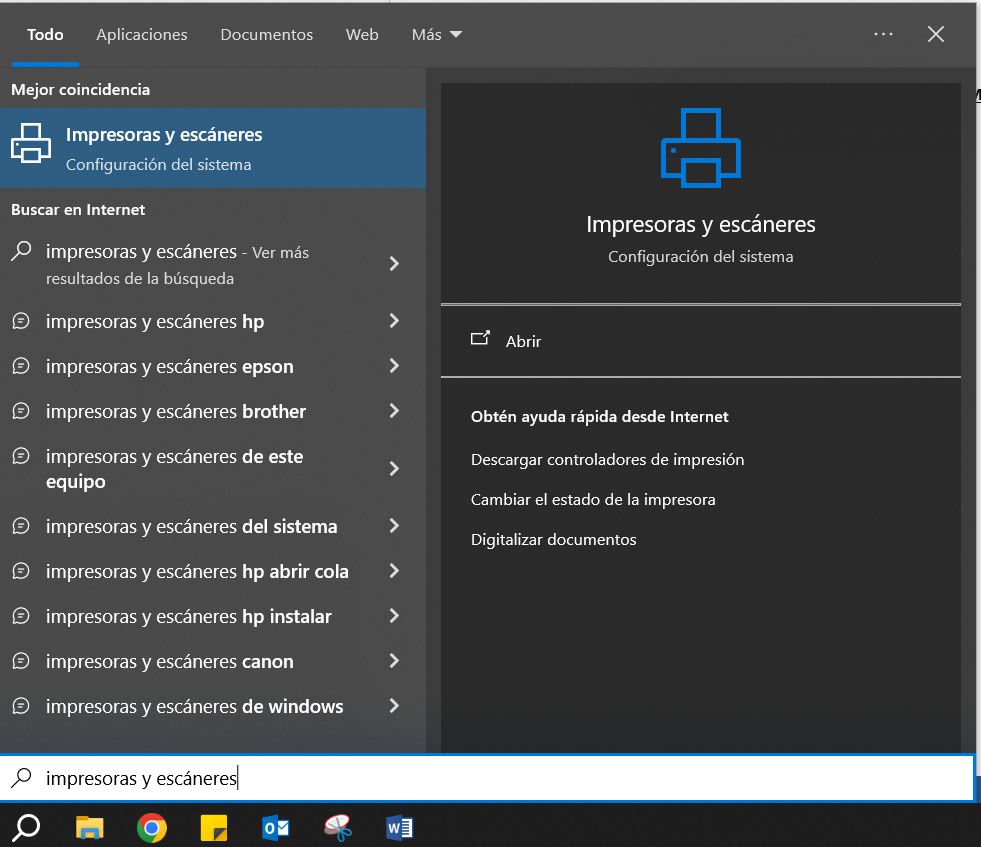 Todo Aplicaciones Documentos Web Más ···
Mejor coincidencia
Impresoras y escáneres
Configuración del sistema
Buscar en Internet
impresoras y escáneres - Ver más
resultados de la búsqueda
impresoras y escáneres hp
impresoras y escáneres epson
impresoras y escáneres brother
impresoras y escáneres de este
equipo
impresoras y escáneres del sistema
impresoras y escáneres hp abrir cola
impresoras y escáneres hp instalar
impresoras y escáneres canon
impresoras y escáneres de windows
Impresoras y escáneres
Configuración del sistema
Abrir
Obtén ayuda rápida desde Internet
Descargar controladores de impresión
Cambiar el estado de la impresora
Digitalizar documentos
impresoras y escáneres